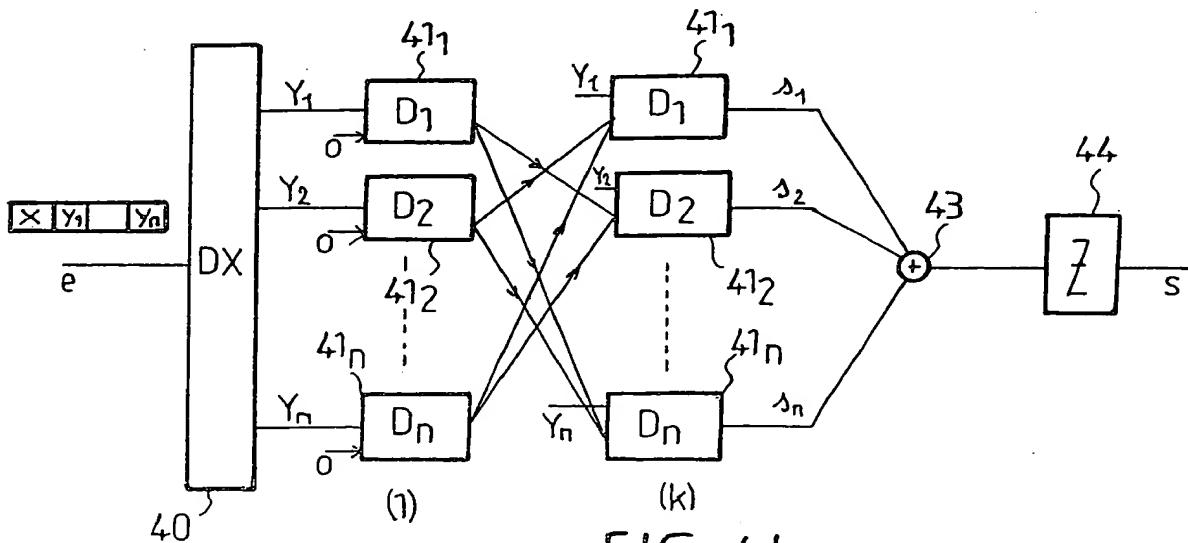 41₁ 41₁
Y₁ D₁ Y₁ D₁ s₁
0
44
X Y₁ Yₙ Y₂ D₂ Y₂ D₂ s₂ 43
0
e DX + Z s
41₂ 41₂
41ₙ 41ₙ
Yₙ Dₙ Yₙ Dₙ sₙ
0
40 (1) (k)